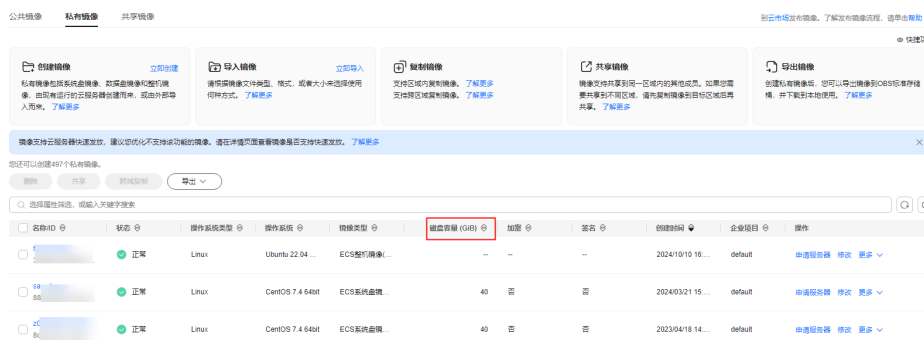 公共镜像 私有镜像 共享镜像
到云市场发布镜像。了解发布镜像流程，请单击帮助
创建镜像 立即创建
私有镜像包括系统盘镜像、数据盘镜像和整机镜
像，由现有运行的云服务器创建而来，或由外部导
入而来。 了解更多
导入镜像 立即导入
请根据镜像文件类型、格式、或者大小来选择使用
何种方式。 了解更多
复制镜像
支持区域内复制镜像。 了解更多
支持跨区域复制镜像。 了解更多
共享镜像
镜像支持共享到同一区域内的其他成员。如果您需
要共享到不同区域，请先复制镜像到目标区域后再
共享。 了解更多
导出镜像
创建私有镜像后，您可以导出镜像到OBS标准存储
桶，并下载到本地使用。 了解更多
镜像支持云服务器快速发放，建议您优化不支持该功能的镜像。请在详情页面查看镜像是否支持快速发放。 了解更多
您还可以创建497个私有镜像。
删除 共享 跨域复制 导出
选择属性筛选，或输入关键字搜索
名称/ID 状态 操作系统类型 操作系统 镜像类型 磁盘容量 (GiB) 加密 签名 创建时间 企业项目 操作
正常 Linux Ubuntu 22.04 ... ECS整机镜像(... -- -- -- 2024/10/10 16:... default 申请服务器 修改 更多
正常 Linux CentOS 7.4 64bit ECS系统盘镜... 40 否 否 2024/03/21 15:... default 申请服务器 修改 更多
正常 Linux CentOS 7.4 64bit ECS系统盘镜... 40 否 否 2023/04/18 14:... default 申请服务器 修改 更多